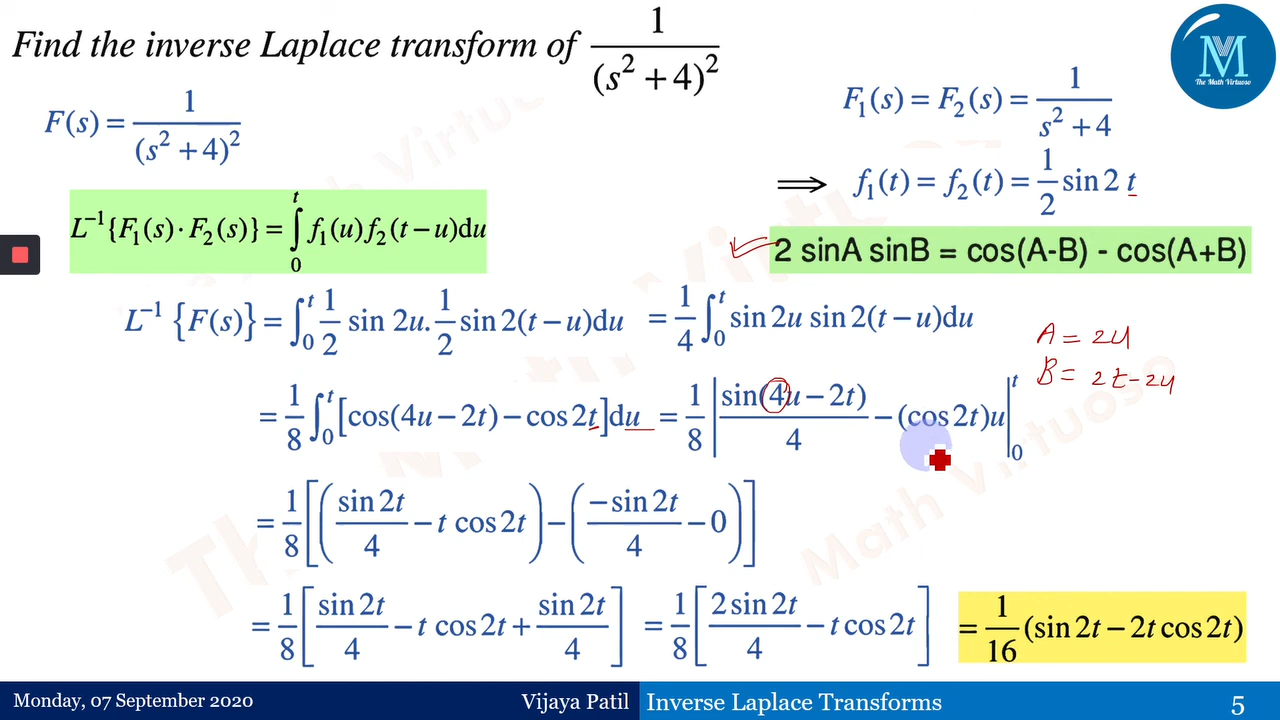 Find the inverse Laplace transform of 1/(s² + 4)²
M
The Math Virtuoso
F(s) = 1/(s² + 4)²
F₁(s) = F₂(s) = 1/(s² + 4)
⟹ f₁(t) = f₂(t) = 1/2 sin 2 t
L⁻¹{F₁(s) · F₂(s)} = ∫₀ᵗ f₁(u) f₂(t − u)du
2 sinA sinB = cos(A-B) - cos(A+B)
L⁻¹ {F(s)} = ∫₀ᵗ 1/2 sin 2u. 1/2 sin 2(t − u)du = 1/4 ∫₀ᵗ sin 2u sin 2(t − u)du
A = 2u
B = 2t - 2u
= 1/8 ∫₀ᵗ [cos(4u − 2t) − cos 2t]du = 1/8 | sin(4u − 2t)/4 − (cos 2t)u |₀ᵗ
= 1/8 [(sin 2t/4 − t cos 2t) − (−sin 2t/4 − 0)]
= 1/8 [sin 2t/4 − t cos 2t + sin 2t/4] = 1/8 [2 sin 2t/4 − t cos 2t] = 1/16 (sin 2t − 2t cos 2t)
Monday, 07 September 2020 Vijaya Patil Inverse Laplace Transforms 5